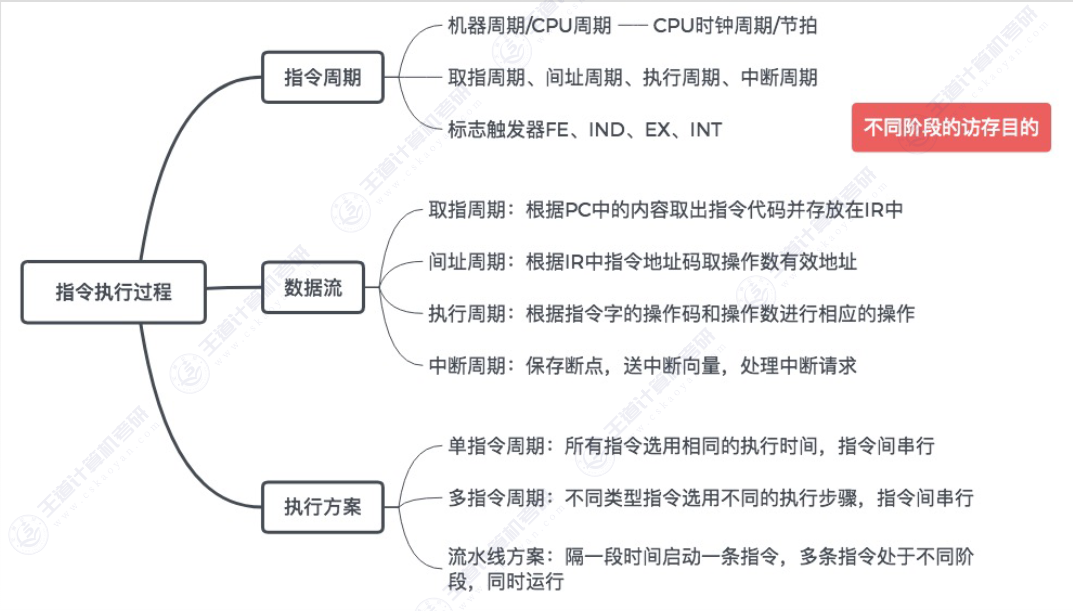 机器周期/CPU周期 —— CPU时钟周期/节拍
指令周期
取指周期、间址周期、执行周期、中断周期
标志触发器FE、IND、EX、INT
不同阶段的访存目的
取指周期：根据PC中的内容取出指令代码并存放在IR中
间址周期：根据IR中指令地址码取操作数有效地址
指令执行过程
数据流
执行周期：根据指令字的操作码和操作数进行相应的操作
中断周期：保存断点，送中断向量，处理中断请求
单指令周期：所有指令选用相同的执行时间，指令间串行
执行方案
多指令周期：不同类型指令选用不同的执行步骤，指令间串行
流水线方案：隔一段时间启动一条指令，多条指令处于不同阶
段，同时运行
王道计算机考研
www.cskaoyan.com